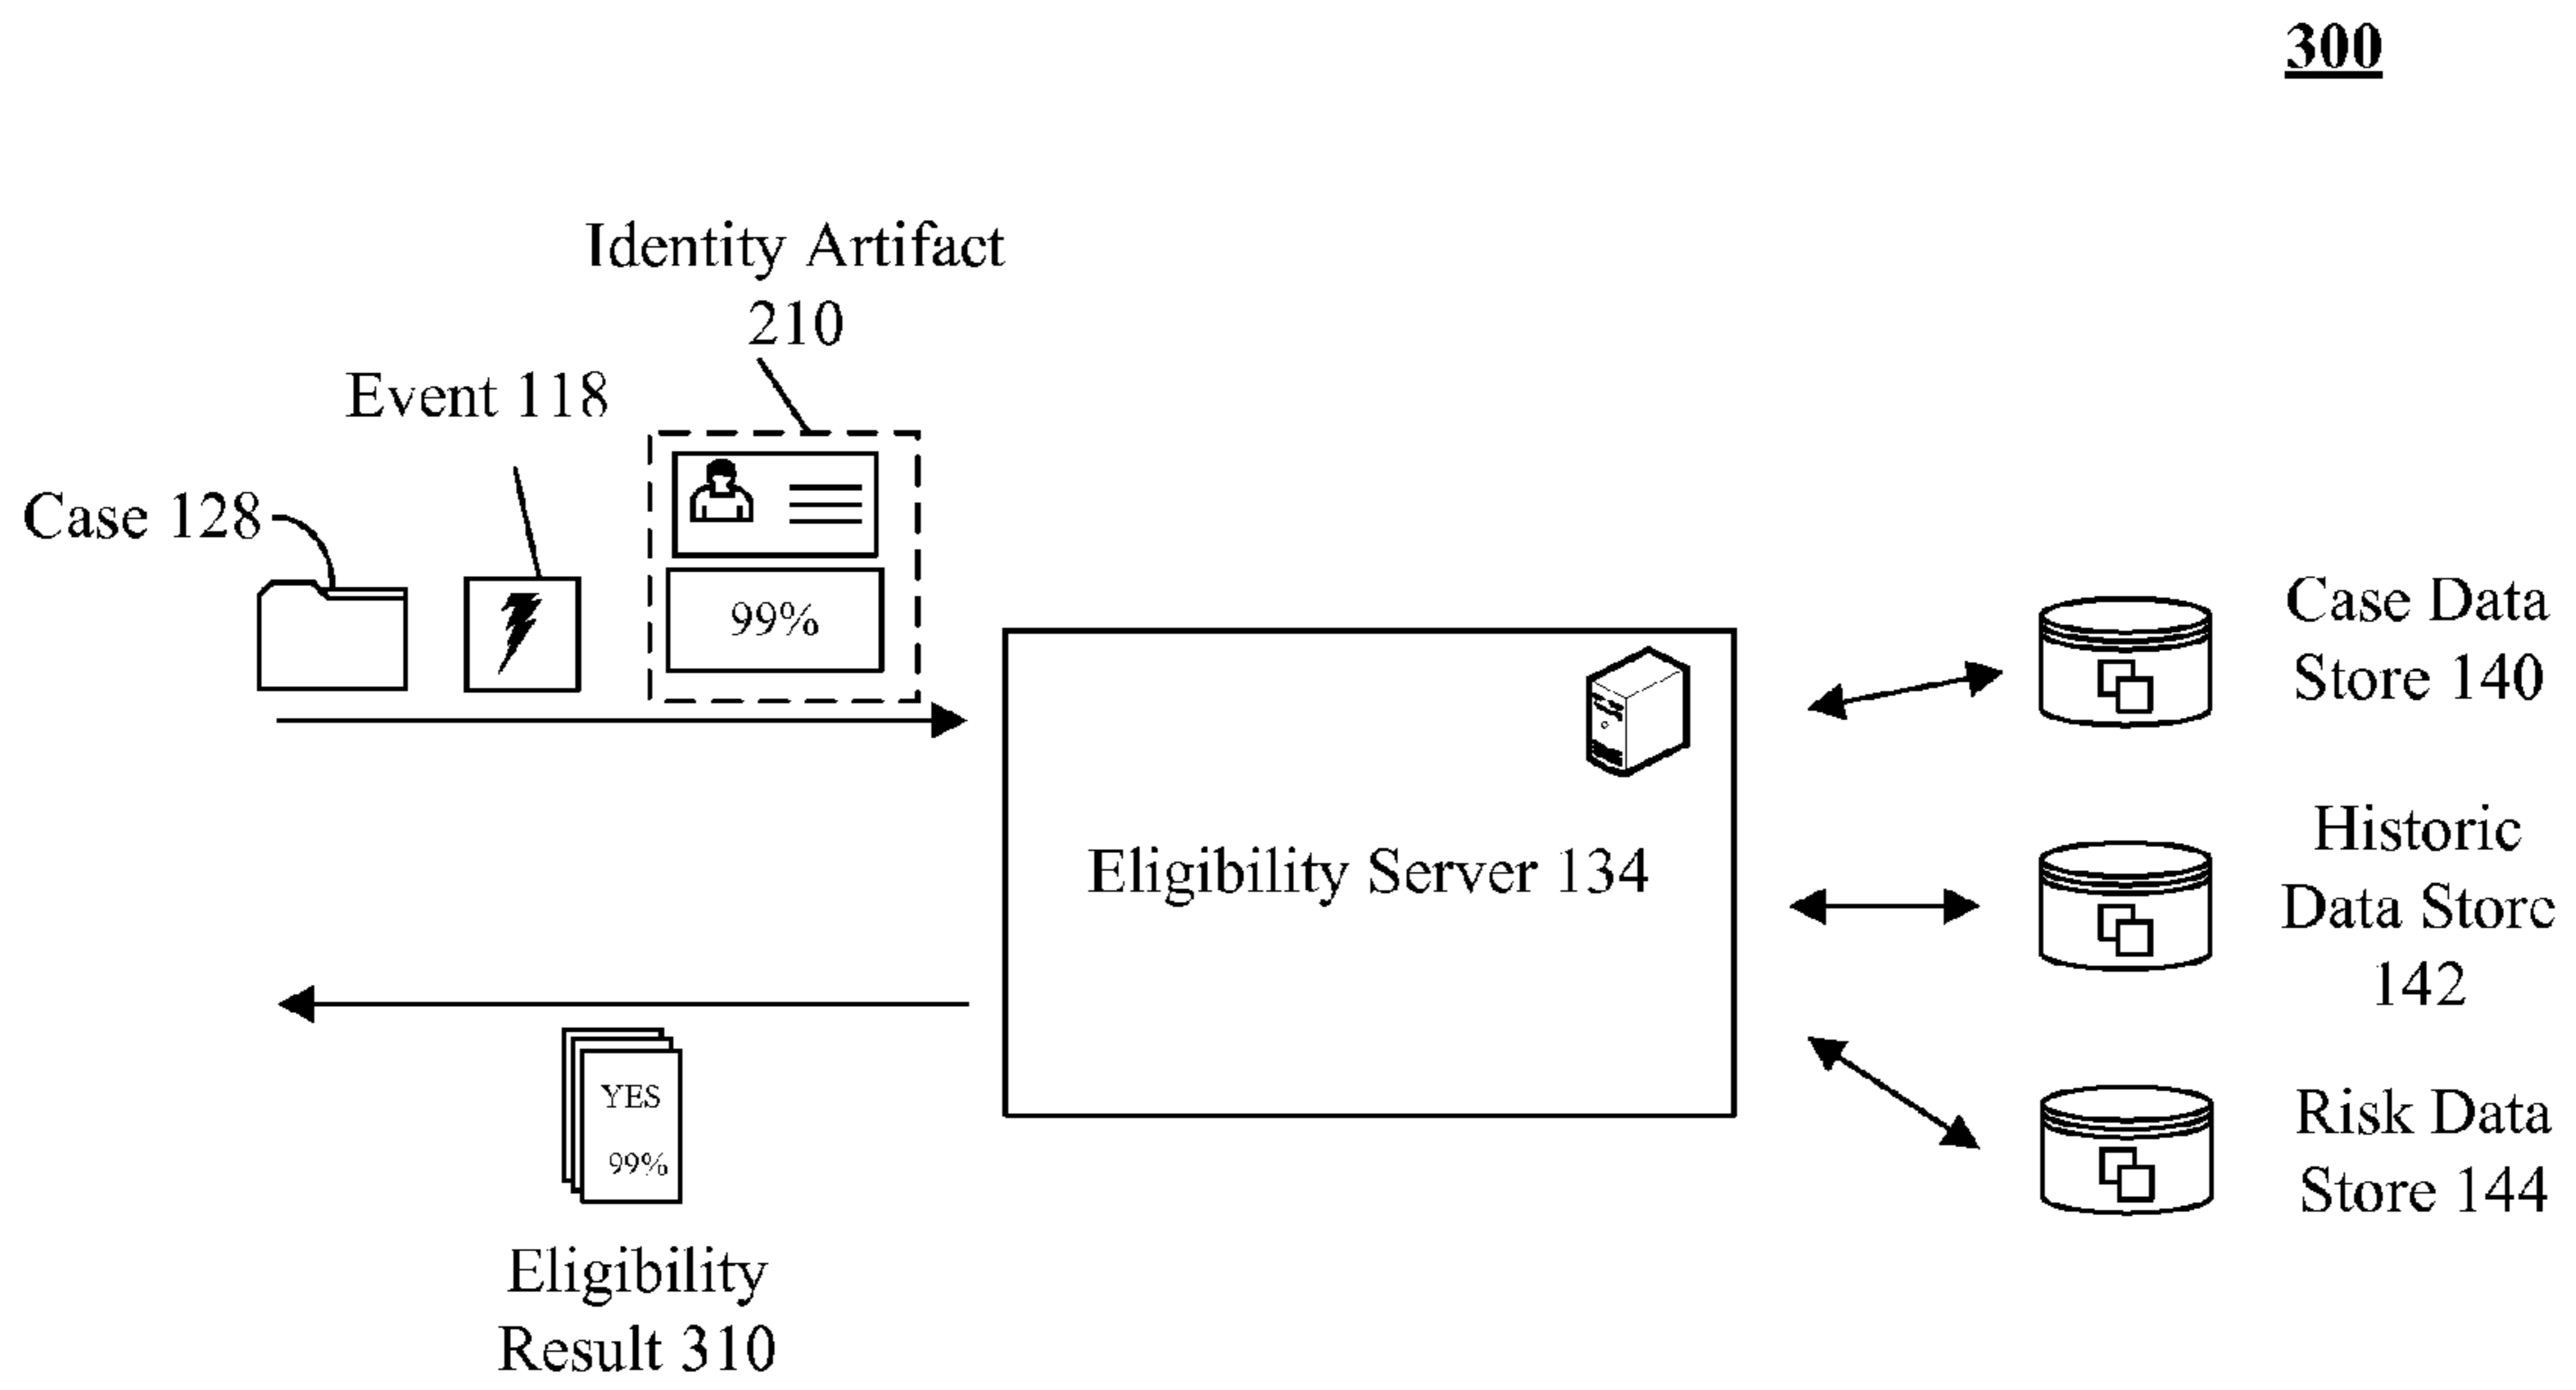 300
Identity Artifact
210
Event 118
Case 128
99%
Eligibility Server 134
Case Data
Store 140
Historic
Data Store
142
Risk Data
Store 144
YES
99%
Eligibility
Result 310